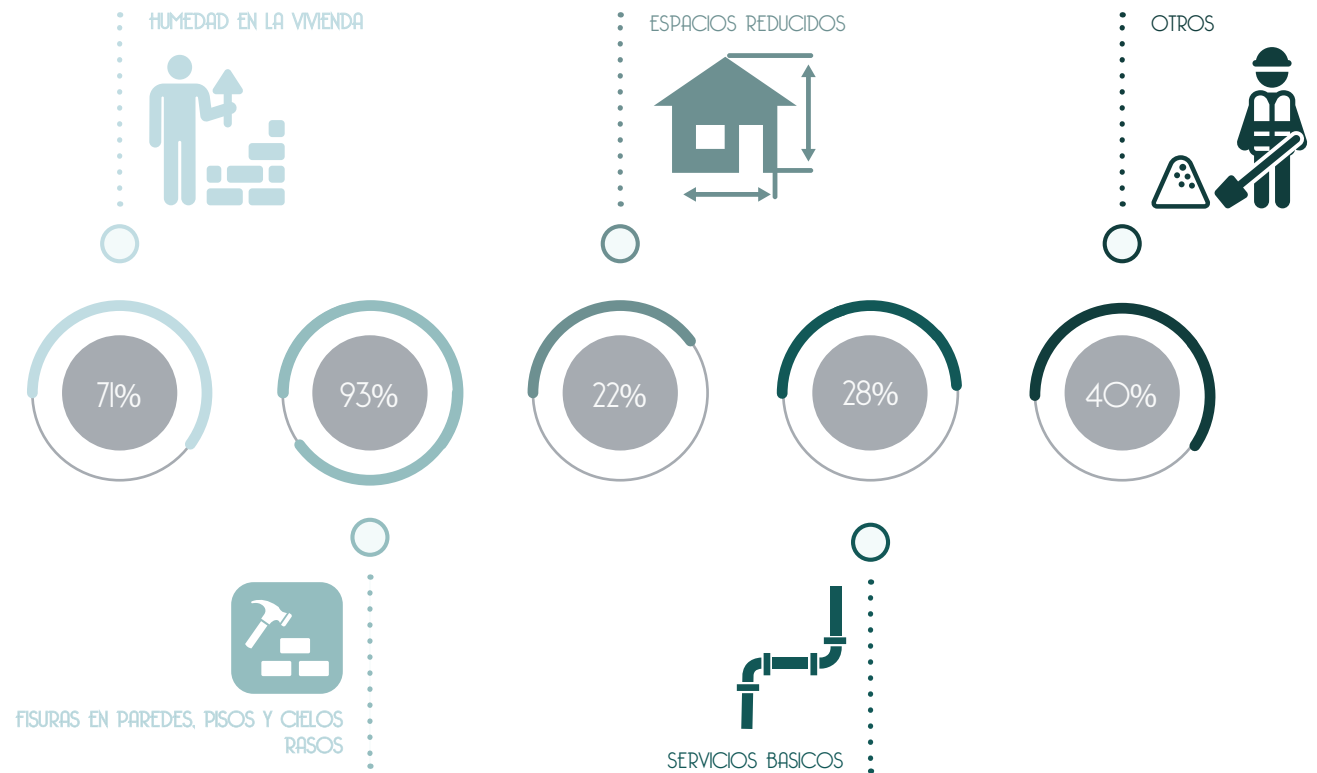 HUMEDAD EN LA VIVIENDA
ESPACIOS REDUCIDOS
OTROS
71%
93%
22%
28%
40%
FISURAS EN PAREDES, PISOS Y CIELOS
RASOS
SERVICIOS BASICOS